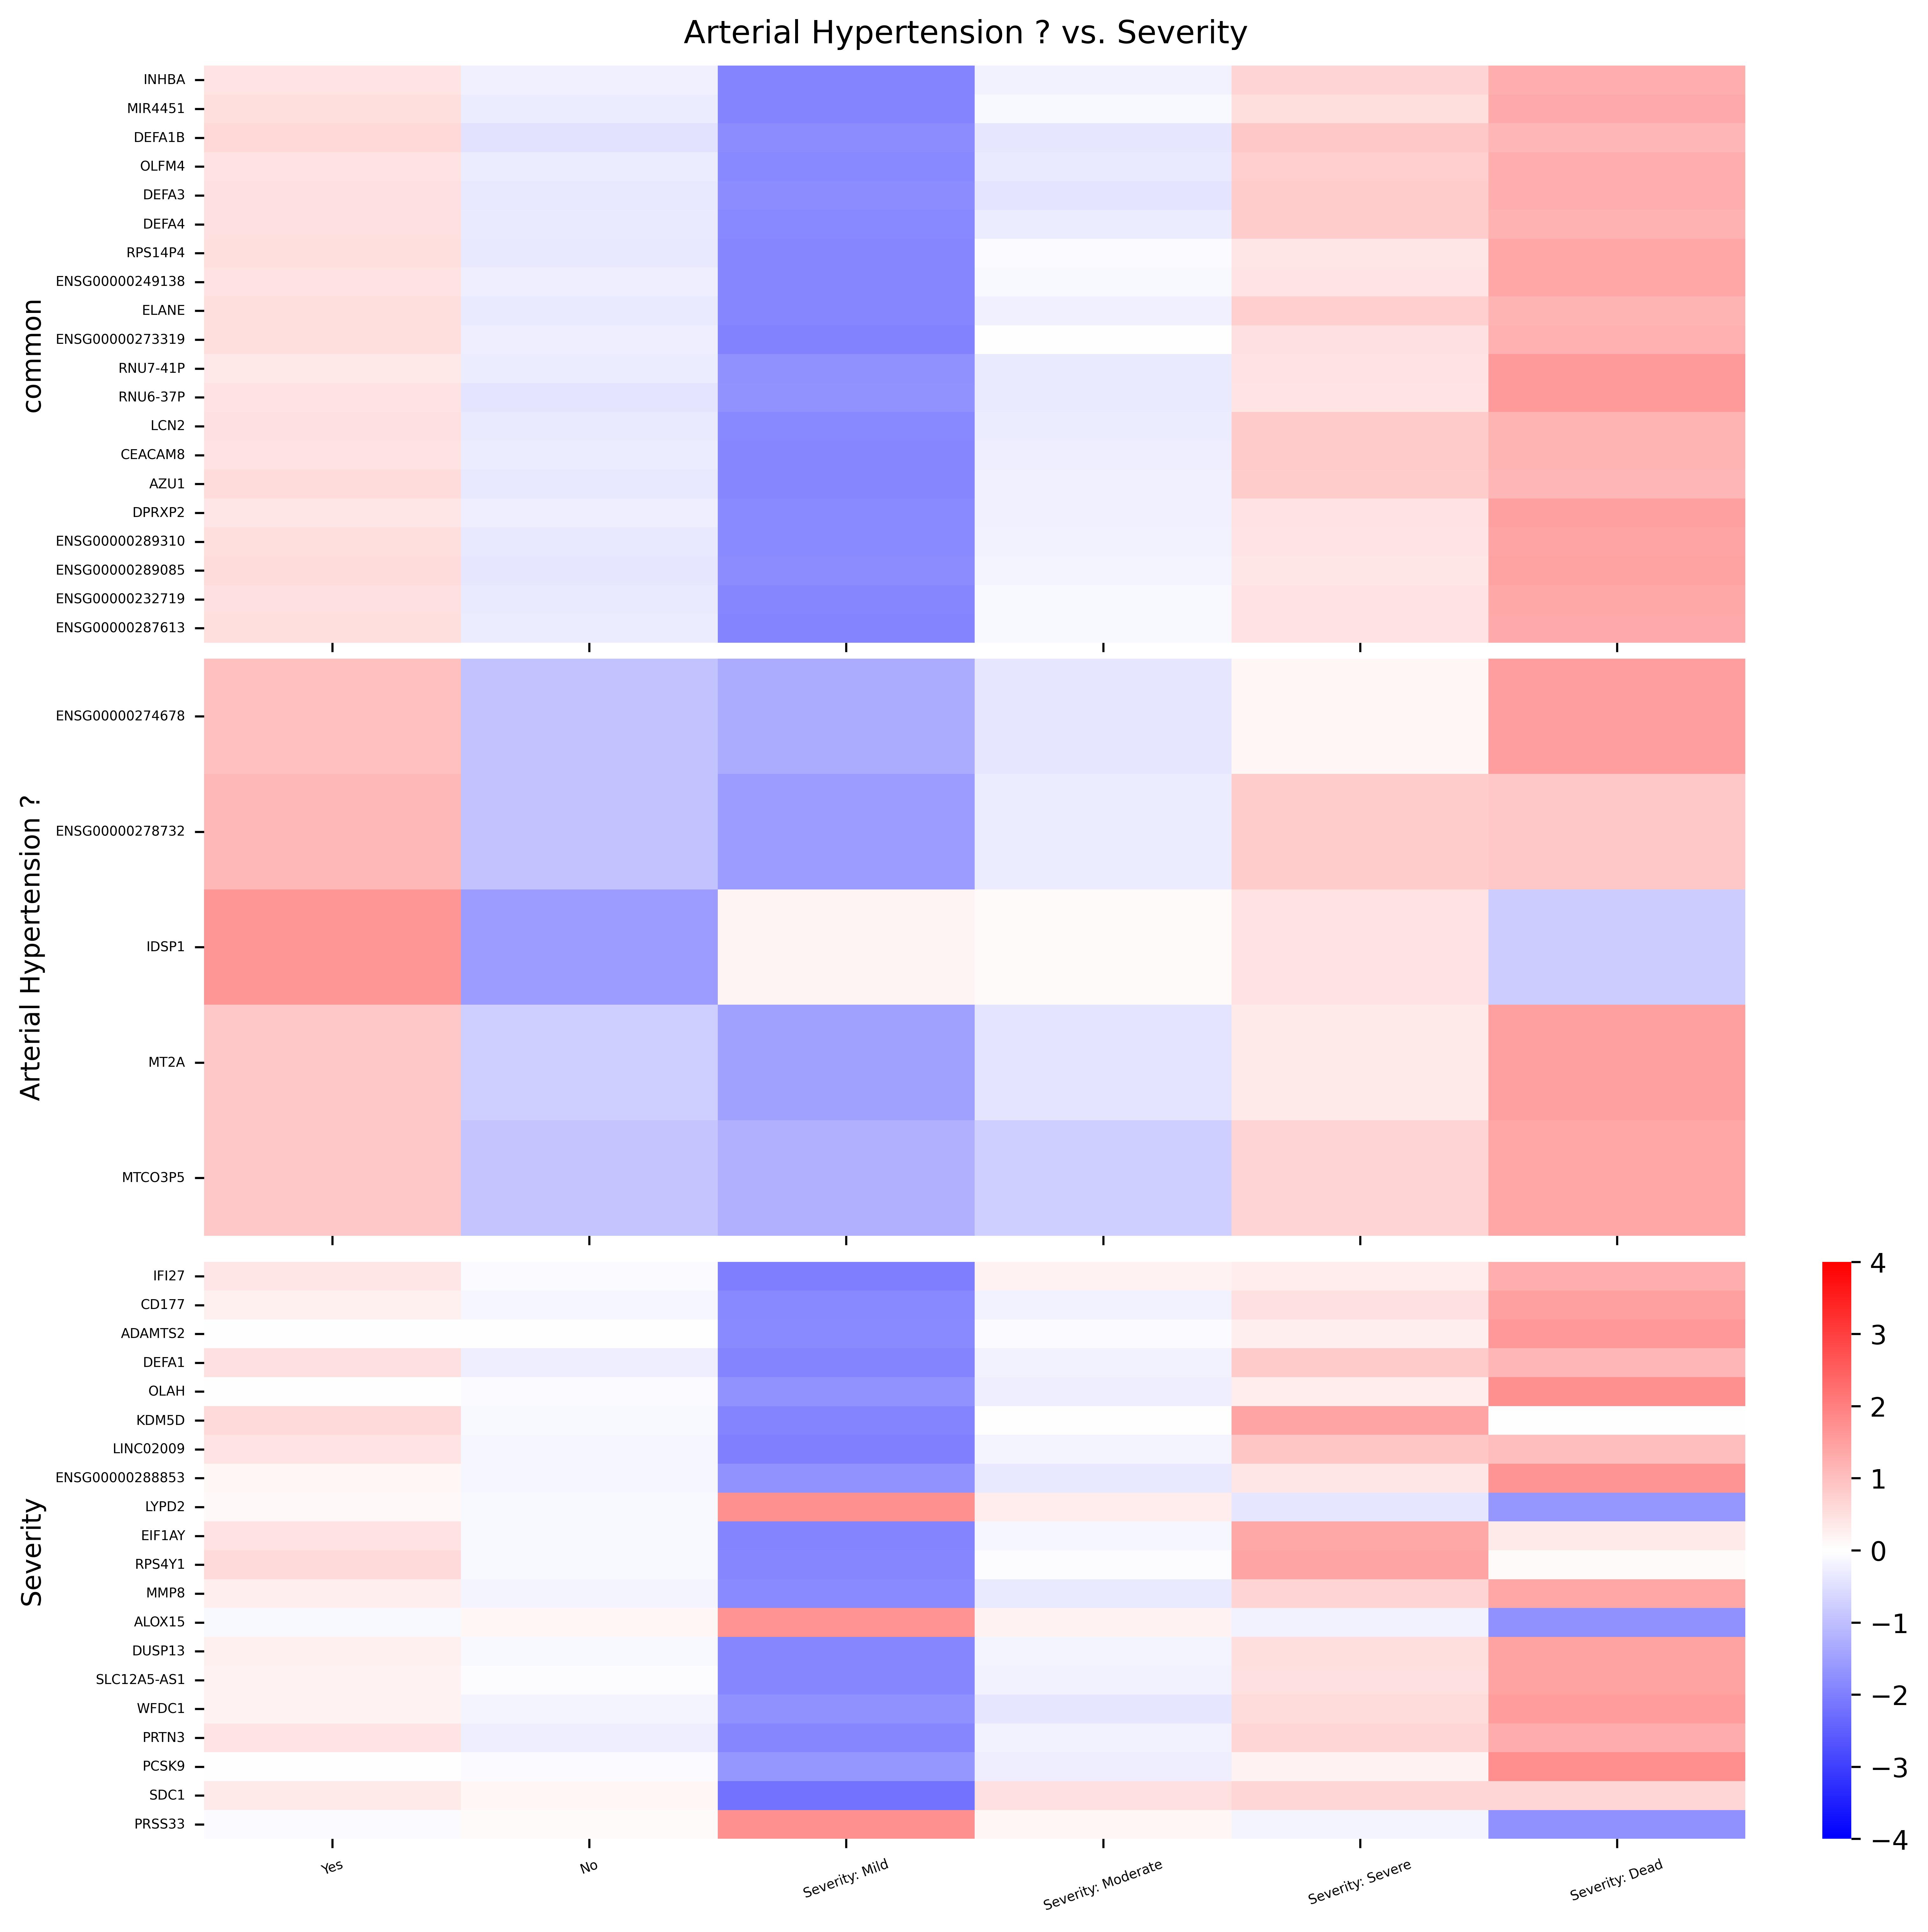 Arterial Hypertension ? vs. Severity
common
INHBA
MIR4451
DEFA1B
OLFM4
DEFA3
DEFA4
RPS14P4
ENSG00000249138
ELANE
ENSG00000273319
RNU7-41P
RNU6-37P
LCN2
CEACAM8
AZU1
DPRXP2
ENSG00000289310
ENSG00000289085
ENSG00000232719
ENSG00000287613
Arterial Hypertension ?
ENSG00000274678
ENSG00000278732
IDSP1
MT2A
MTCO3P5
Severity
IFI27
CD177
ADAMTS2
DEFA1
OLAH
KDM5D
LINC02009
ENSG00000288853
LYPD2
EIF1AY
RPS4Y1
MMP8
ALOX15
DUSP13
SLC12A5-AS1
WFDC1
PRTN3
PCSK9
SDC1
PRSS33
Yes
No
Severity: Mild
Severity: Moderate
Severity: Severe
Severity: Dead
4
3
2
1
0
−1
−2
−3
−4